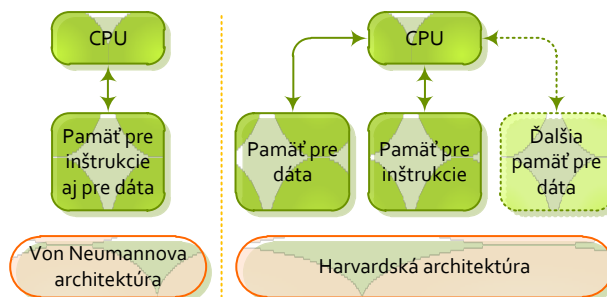 CPU
Pamäť pre
inštrukcie
aj pre dáta
Von Neumannova
architektúra
CPU
Pamäť pre
dáta
Pamäť pre
inštrukcie
Ďalšia
pamäť pre
dáta
Harvardská architektúra